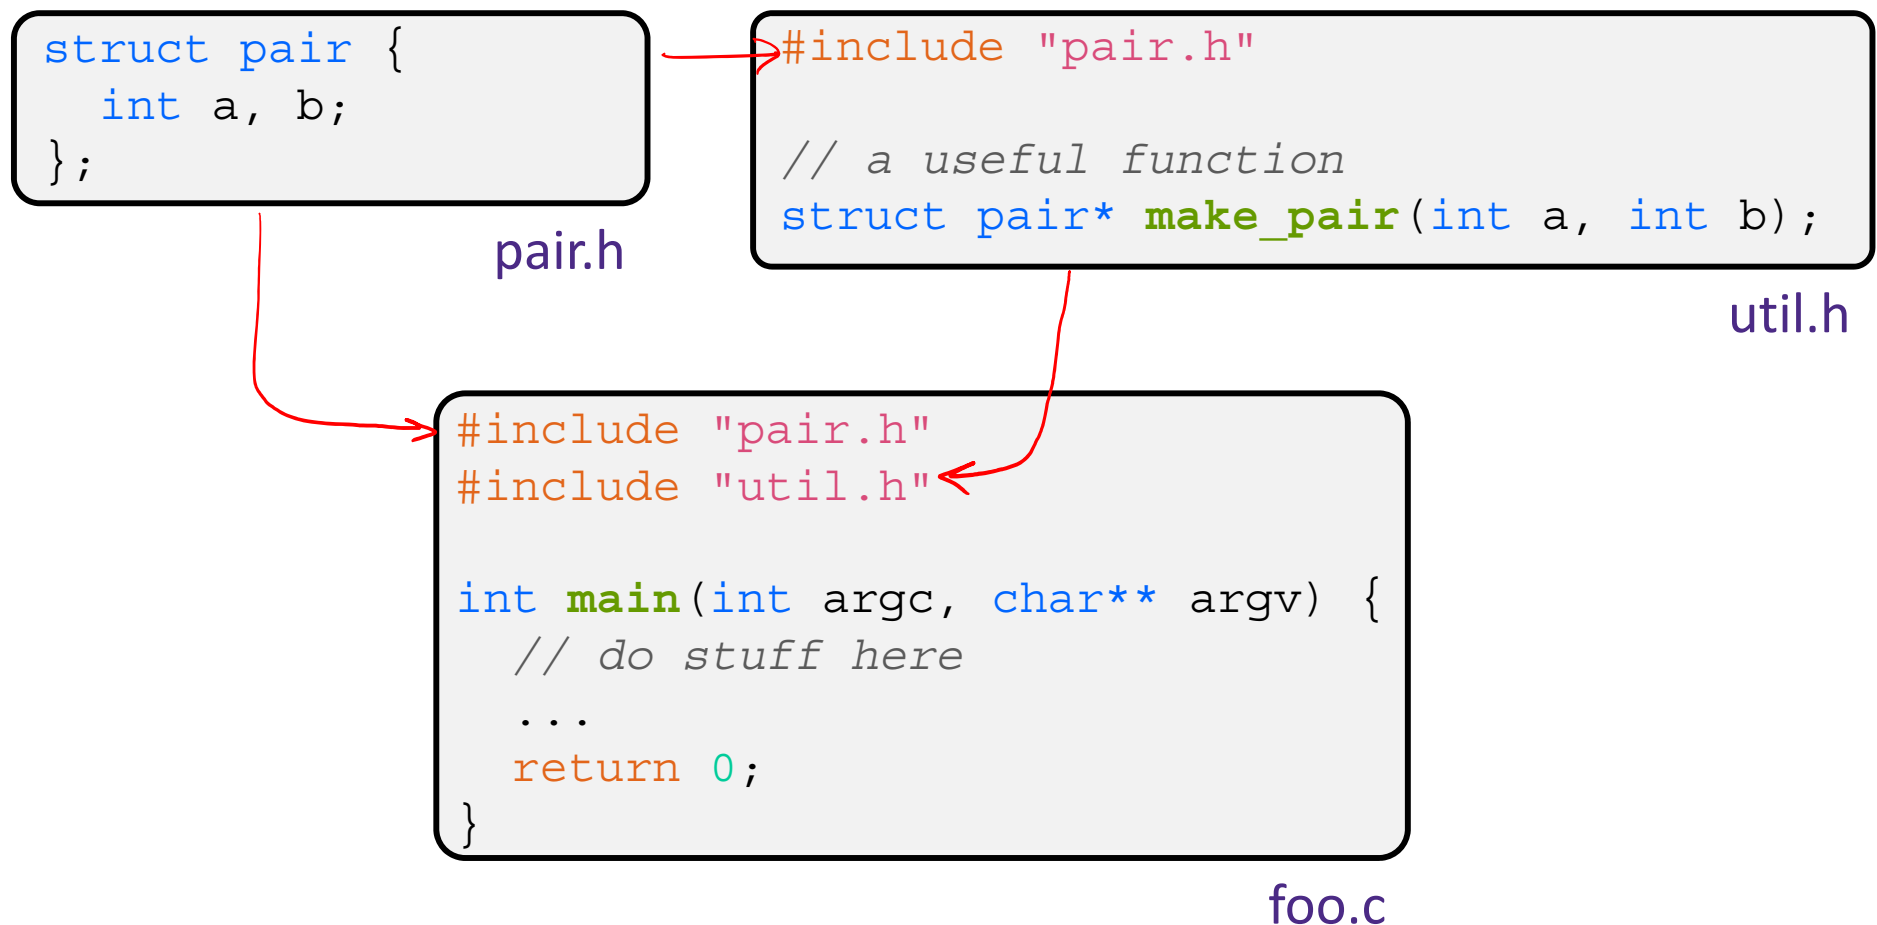 struct pair {
  int a, b;
};
pair.h
#include "pair.h"
// a useful function
struct pair* make_pair(int a, int b);
util.h
#include "pair.h"
#include "util.h"
int main(int argc, char** argv) {
  // do stuff here
  ...
  return 0;
}
foo.c